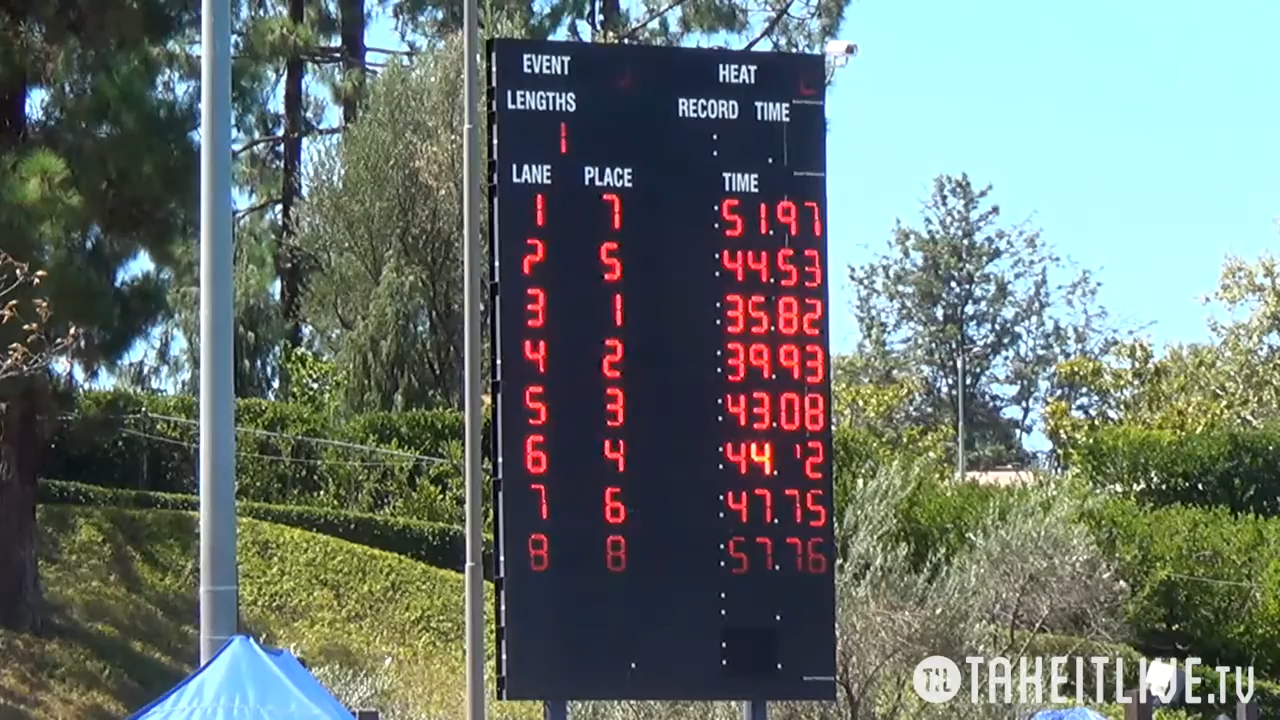 EVENT HEAT
LENGTHS RECORD TIME
1
LANE PLACE TIME
1 7 :51.97
2 5 :44.53
3 1 :35.82
4 2 :39.93
5 3 :43.08
6 4
7 6 :47.75
8 8 :57.76
THL TAHEITLIVE.TV